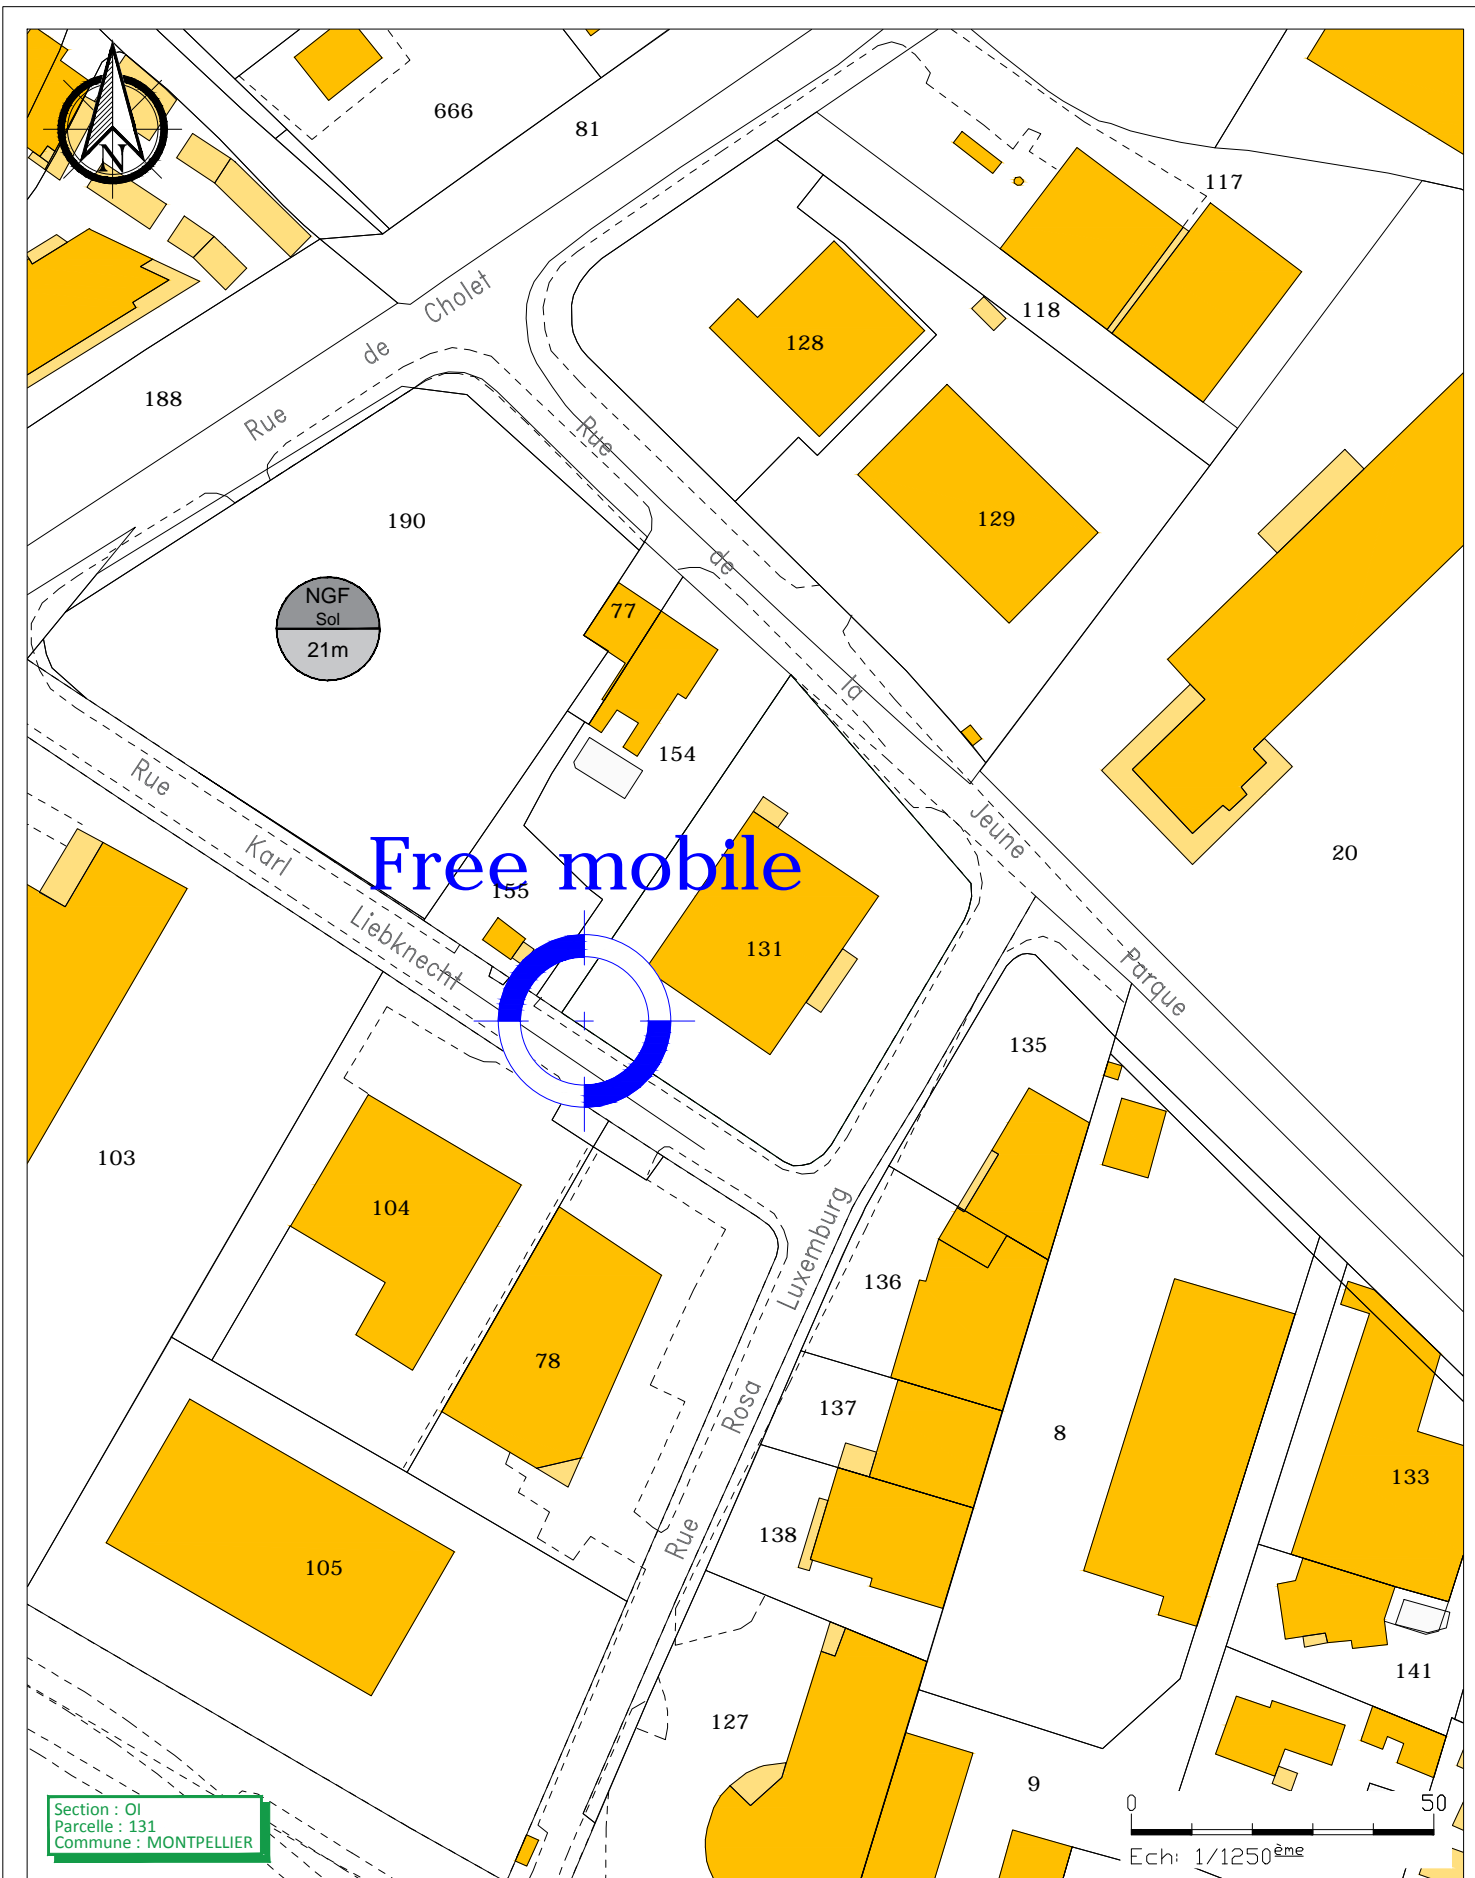 N
666
81
117
Rue de Cholet
128
118
188
Rue de la Jeune Parque
190
129
NGF
Sol
21m
77
154
Rue Karl Liebknecht
Free mobile
155
131
20
135
103
104
136
Rue Rosa Luxemburg
78
137
8
133
138
105
141
127
9
Section : OI
Parcelle : 131
Commune : MONTPELLIER
0 50
Ech: 1/1250ème